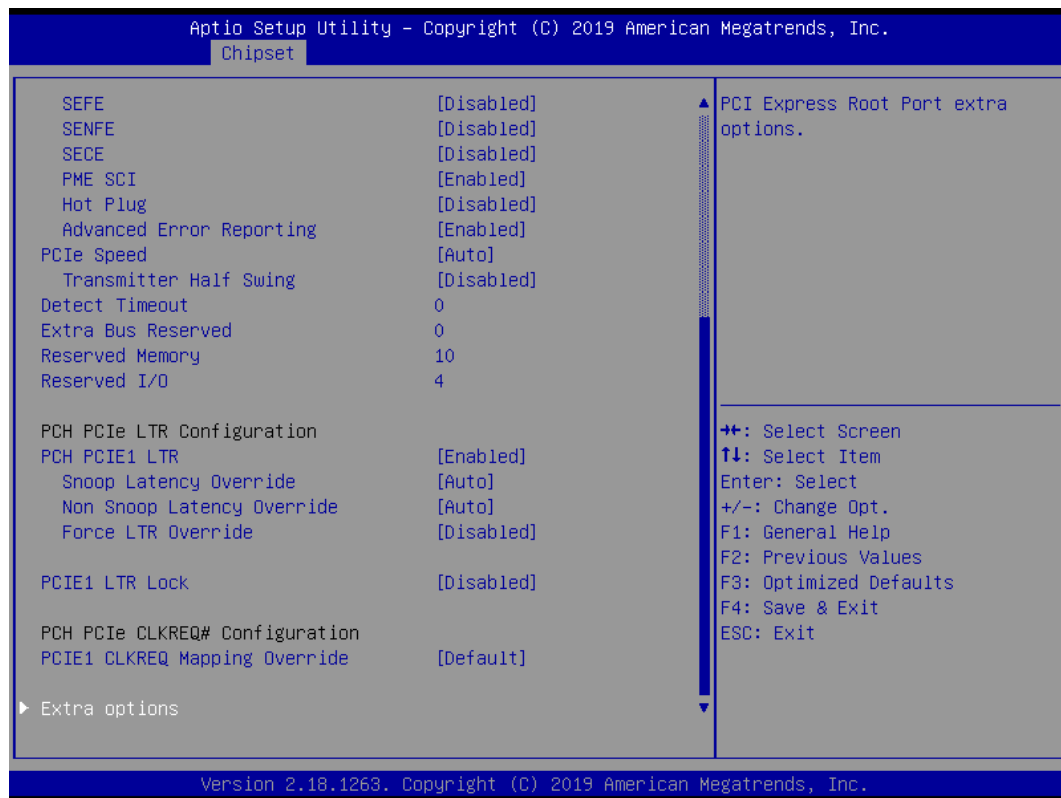 Aptio Setup Utility – Copyright (C) 2019 American Megatrends, Inc.
Chipset
SEFE [Disabled]
SENFE [Disabled]
SECE [Disabled]
PME SCI [Enabled]
Hot Plug [Disabled]
Advanced Error Reporting [Enabled]
PCIe Speed [Auto]
Transmitter Half Swing [Disabled]
Detect Timeout 0
Extra Bus Reserved 0
Reserved Memory 10
Reserved I/O 4
PCH PCIe LTR Configuration
PCH PCIE1 LTR [Enabled]
Snoop Latency Override [Auto]
Non Snoop Latency Override [Auto]
Force LTR Override [Disabled]
PCIE1 LTR Lock [Disabled]
PCH PCIe CLKREQ# Configuration
PCIE1 CLKREQ Mapping Override [Default]
Extra options
PCI Express Root Port extra
options.
→←: Select Screen
↑↓: Select Item
Enter: Select
+/-: Change Opt.
F1: General Help
F2: Previous Values
F3: Optimized Defaults
F4: Save & Exit
ESC: Exit
Version 2.18.1263. Copyright (C) 2019 American Megatrends, Inc.